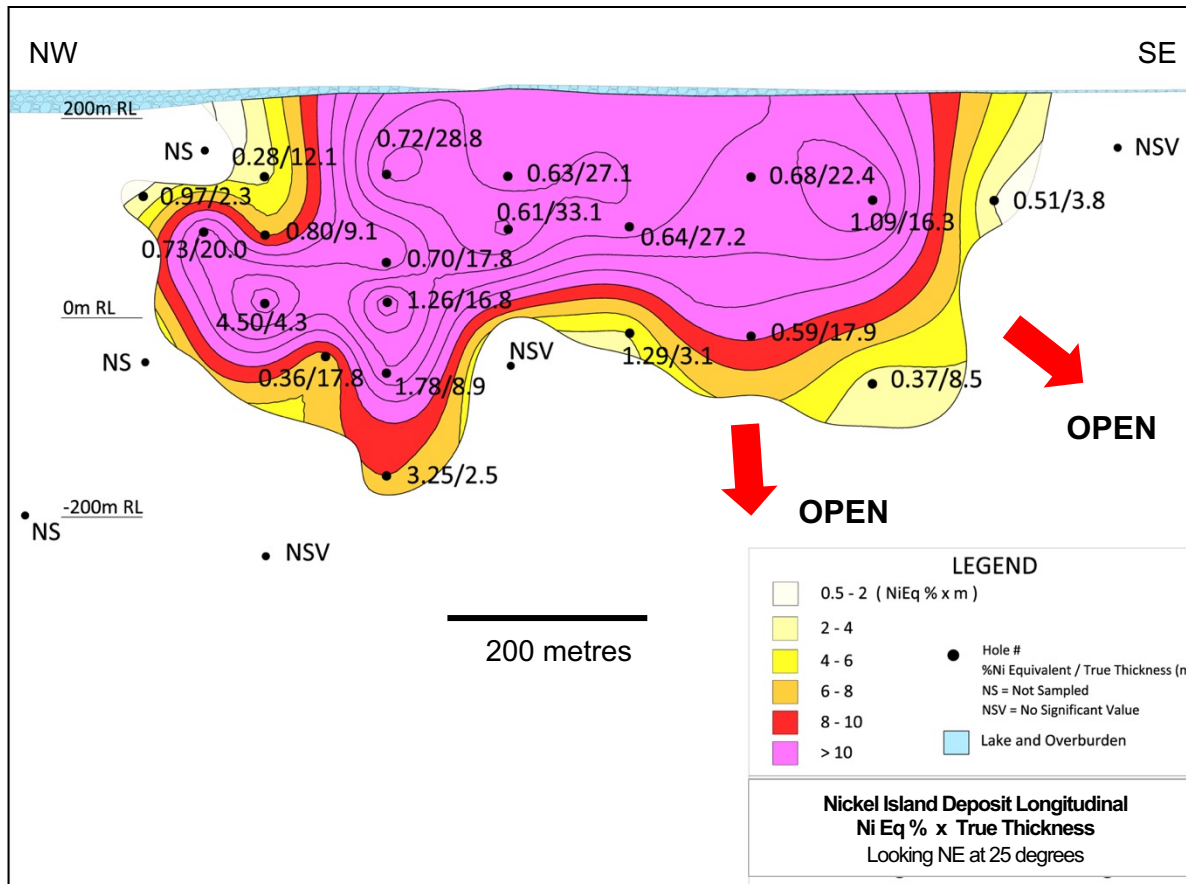 NW
SE
200m RL
NS
0.28/12.1
0.72/28.8
0.63/27.1
0.68/22.4
NSV
0.97/2.3
0.61/33.1
1.09/16.3
0.51/3.8
0.73/20.0
0.80/9.1
0.64/27.2
0.70/17.8
4.50/4.3
1.26/16.8
0m RL
NS
0.36/17.8
1.78/8.9
NSV
1.29/3.1
0.59/17.9
0.37/8.5
OPEN
3.25/2.5
OPEN
-200m RL
NS
NSV
200 metres
LEGEND
0.5 - 2 ( NiEq % x m )
2 - 4
4 - 6
6 - 8
8 - 10
> 10
Hole #
%Ni Equivalent / True Thickness (m
NS = Not Sampled
NSV = No Significant Value
Lake and Overburden
Nickel Island Deposit Longitudinal
Ni Eq % x True Thickness
Looking NE at 25 degrees